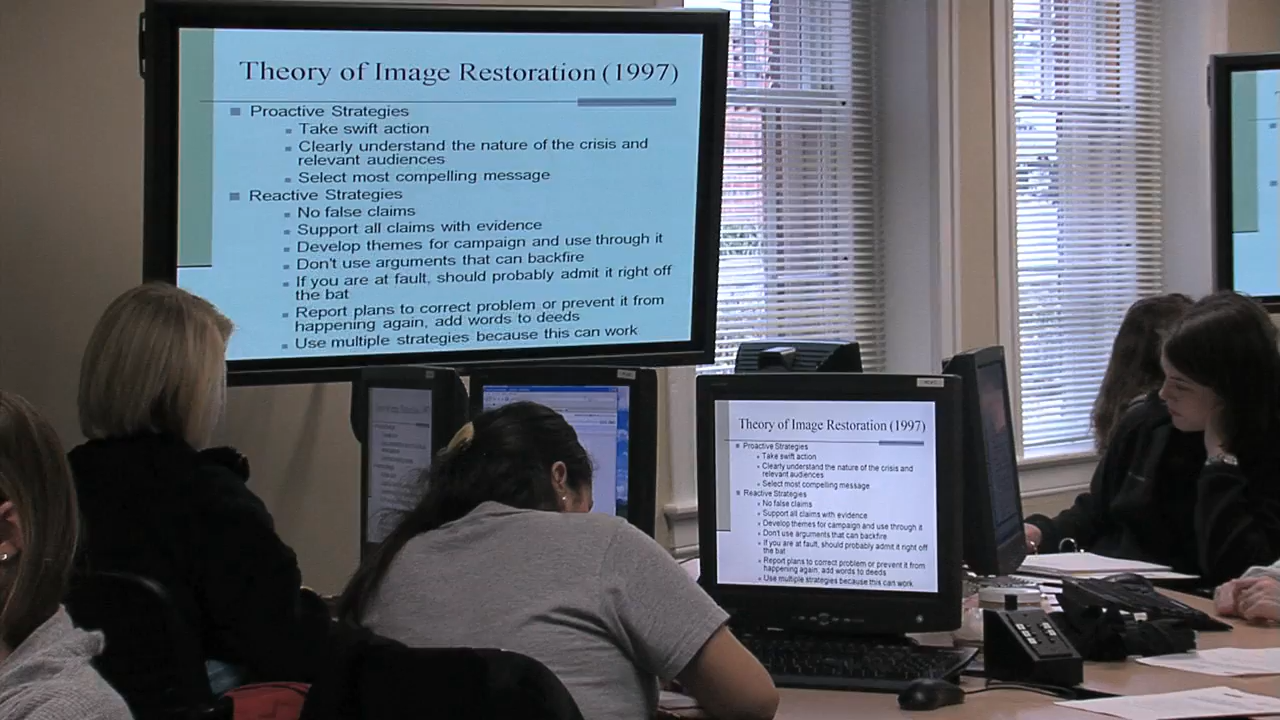 Theory of Image Restoration (1997)
Proactive Strategies
Take swift action
Clearly understand the nature of the crisis and
relevant audiences
Select most compelling message
Reactive Strategies
No false claims
Support all claims with evidence
Develop themes for campaign and use through it
Don't use arguments that can backfire
If you are at fault, should probably admit it right off
the bat
Report plans to correct problem or prevent it from
happening again, add words to deeds
Use multiple strategies because this can work
Theory of Image Restoration (1997)
Proactive Strategies
Take swift action
Clearly understand the nature of the crisis and
relevant audiences
Select most compelling message
Reactive Strategies
No false claims
Support all claims with evidence
Develop themes for campaign and use through it
Don't use arguments that can backfire
If you are at fault, should probably admit it right off
the bat
Report plans to correct problem or prevent it from
happening again, add words to deeds
Use multiple strategies because this can work